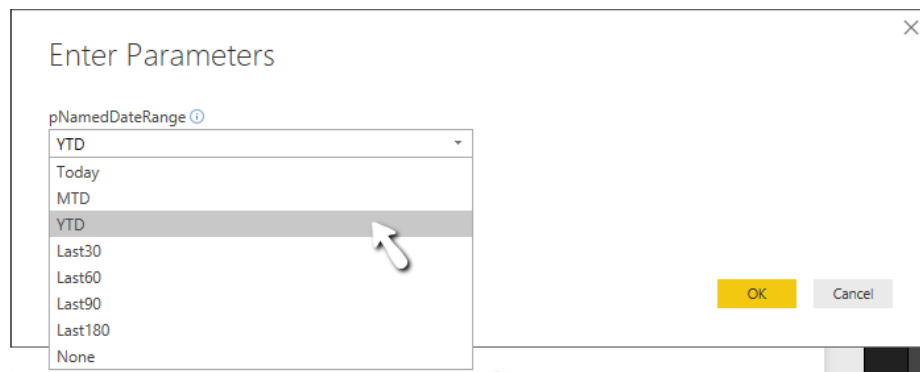 Enter Parameters
pNamedDateRange
YTD
Today
MTD
YTD
Last30
Last60
Last90
Last180
None
OK
Cancel